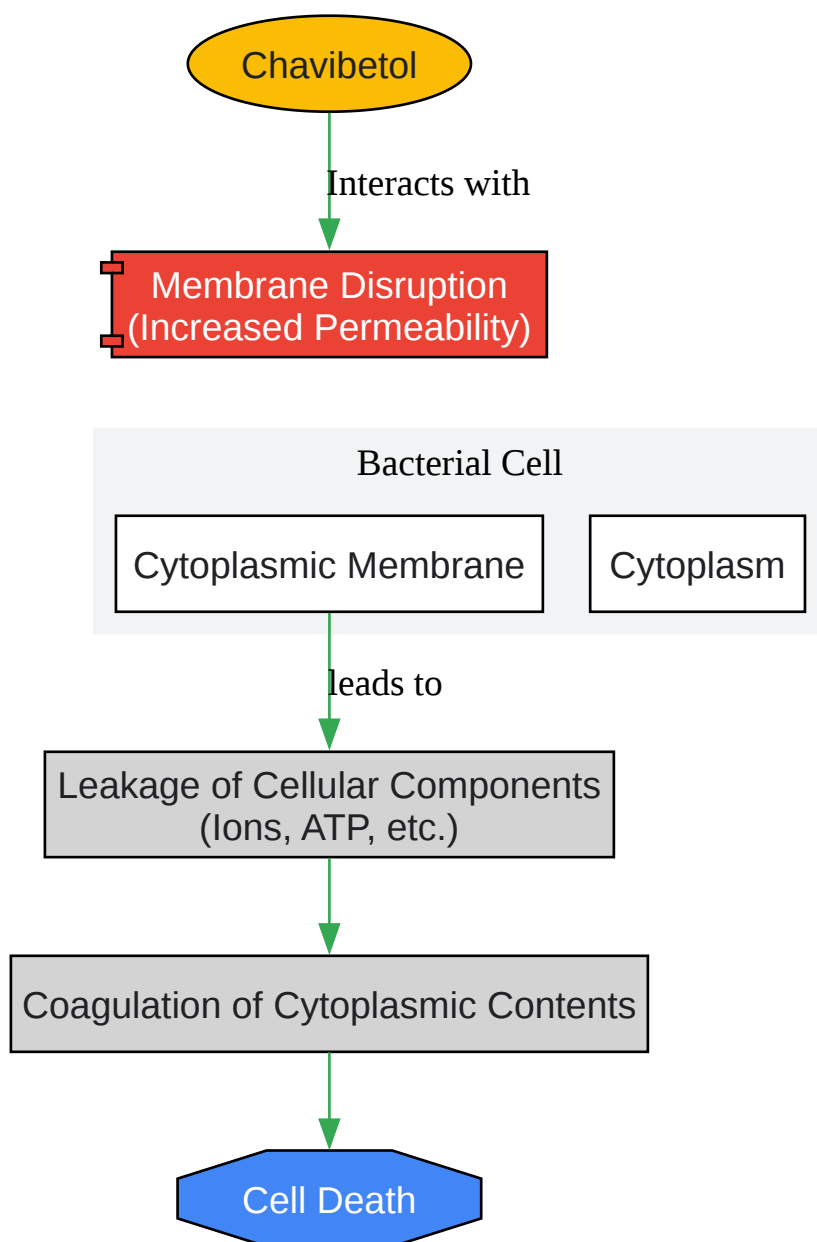 Chavibetol
Interacts with
Membrane Disruption
(Increased Permeability)
Bacterial Cell
Cytoplasmic Membrane
Cytoplasm
leads to
Leakage of Cellular Components
(Ions, ATP, etc.)
Coagulation of Cytoplasmic Contents
Cell Death